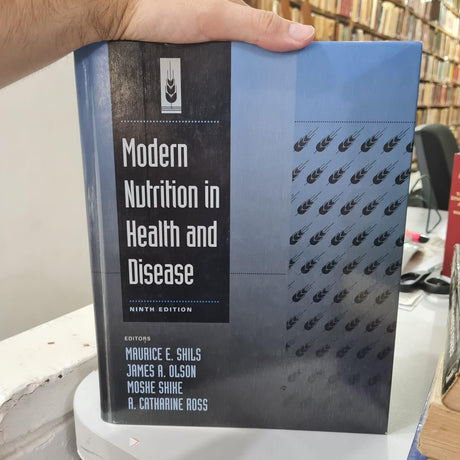 Modern
Nutrition in
Health and
Disease
NINTH EDITION
EDITORS
MAURICE E. SHILS
JAMES A. OLSON
MOSHE SHIKE
A. CATHARINE ROSS